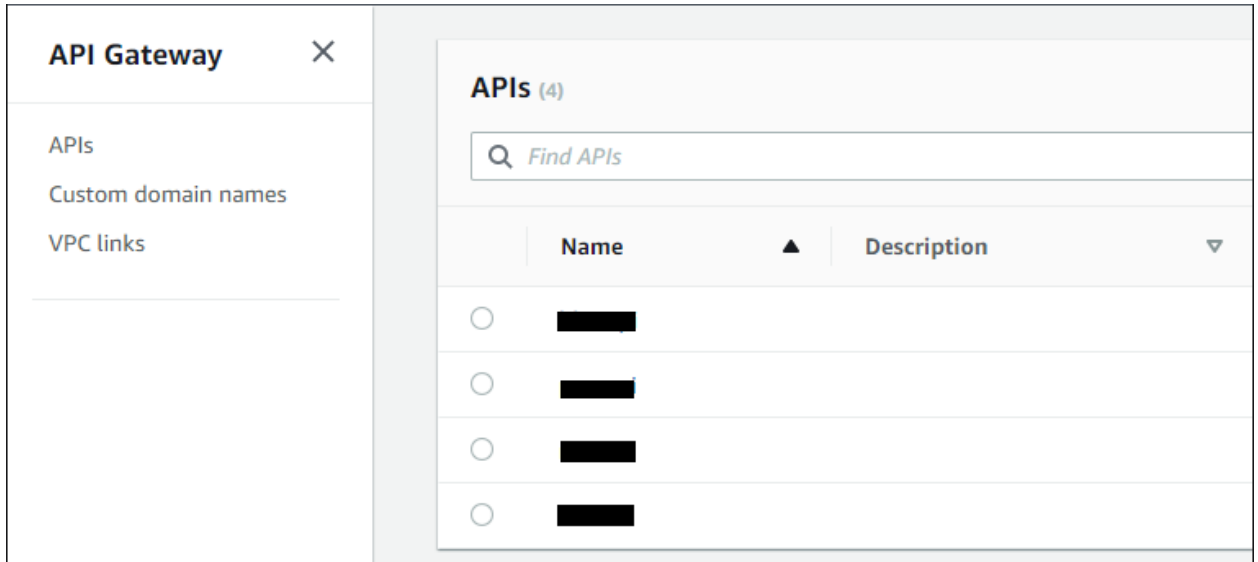 API Gateway
APIs
Custom domain names
VPC links
APIs (4)
Find APIs
Name Description